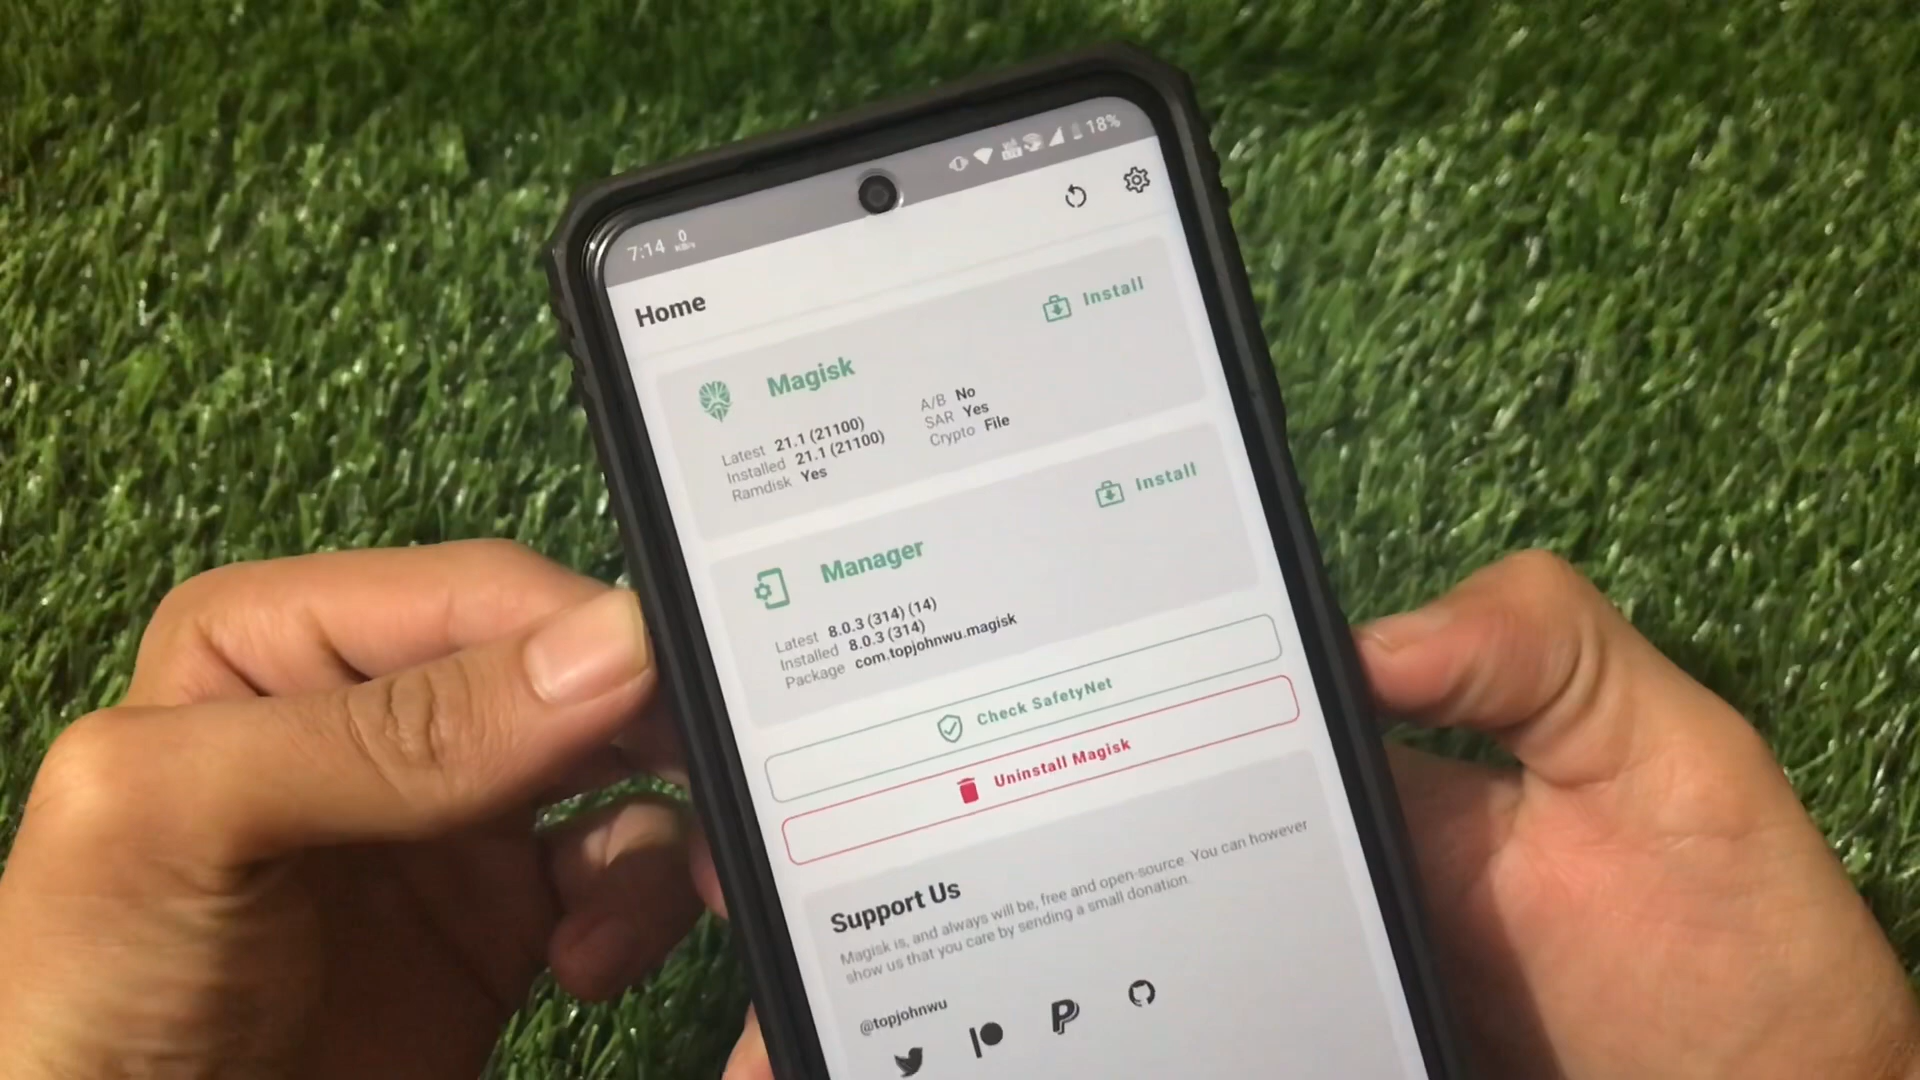 7:14 0 KB/s 18%
Home
Magisk
Install
Latest 21.1 (21100)
Installed 21.1 (21100)
Ramdisk Yes
A/B No
SAR Yes
Crypto File
Manager
Install
Latest 8.0.3 (314) (14)
Installed 8.0.3 (314)
Package com.topjohnwu.magisk
Check SafetyNet
Uninstall Magisk
Support Us
Magisk is, and always will be, free and open-source. You can however
show us that you care by sending a small donation.
@topjohnwu